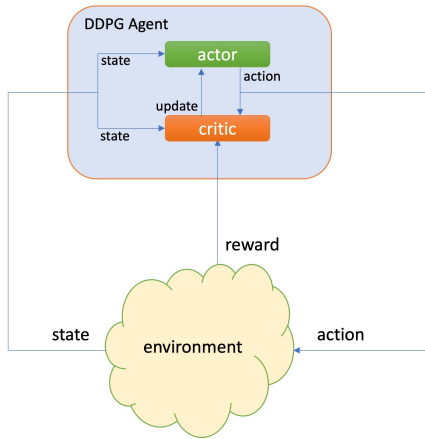 DDPG Agent
actor
state
action
update
critic
state
reward
state
environment
action